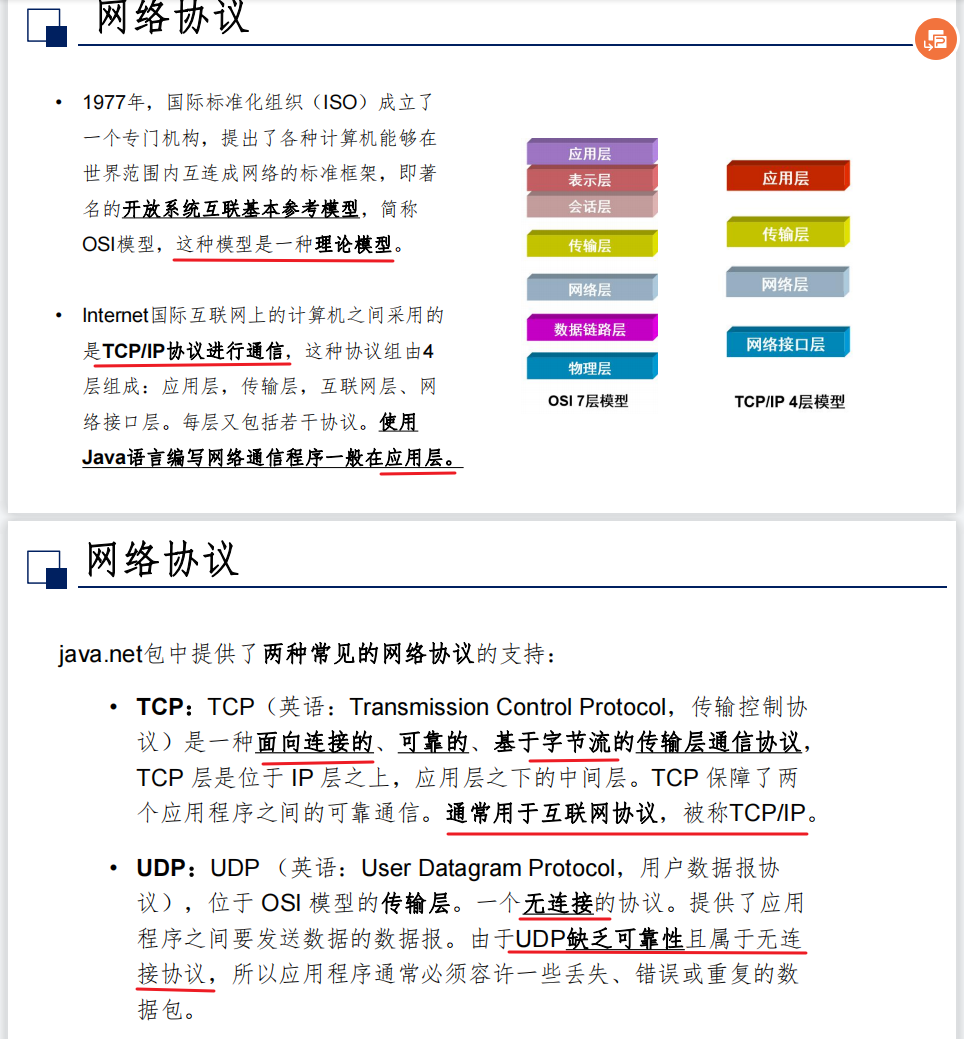 网络协议
• 1977年，国际标准化组织（ISO）成立了
一个专门机构，提出了各种计算机能够在
世界范围内互连成网络的标准框架，即著
名的开放系统互联基本参考模型，简称
OSI模型，这种模型是一种理论模型。
• Internet国际互联网上的计算机之间采用的
是TCP/IP协议进行通信，这种协议组由4
层组成：应用层，传输层，互联网层、网
络接口层。每层又包括若干协议。使用
Java语言编写网络通信程序一般在应用层。
应用层
表示层
会话层
传输层
网络层
数据链路层
物理层
OSI 7层模型
应用层
传输层
网络层
网络接口层
TCP/IP 4层模型
网络协议
java.net包中提供了两种常见的网络协议的支持：
• TCP：TCP（英语：Transmission Control Protocol，传输控制协
议）是一种面向连接的、可靠的、基于字节流的传输层通信协议，
TCP 层是位于 IP 层之上，应用层之下的中间层。TCP 保障了两
个应用程序之间的可靠通信。通常用于互联网协议，被称TCP/IP。
• UDP：UDP （英语：User Datagram Protocol，用户数据报协
议），位于 OSI 模型的传输层。一个无连接的协议。提供了应用
程序之间要发送数据的数据报。由于UDP缺乏可靠性且属于无连
接协议，所以应用程序通常必须容许一些丢失、错误或重复的数
据包。